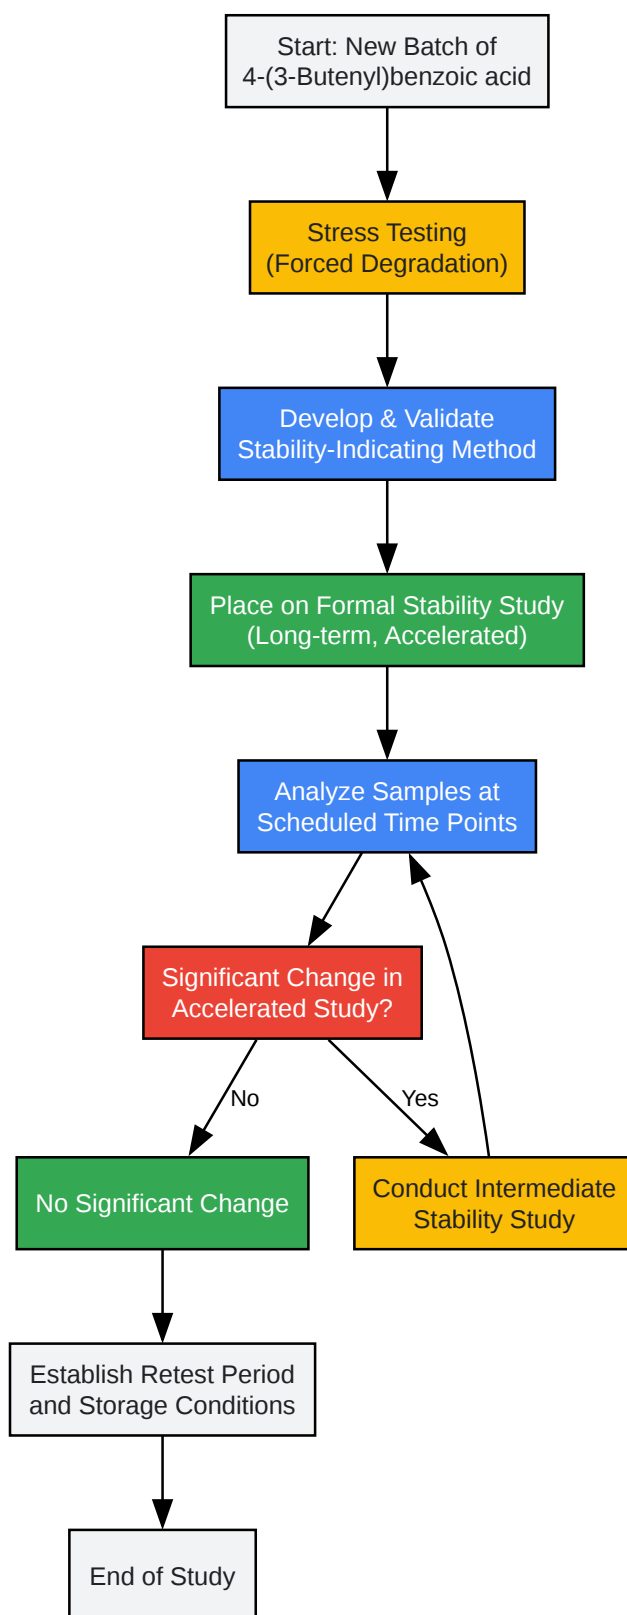 Start: New Batch of
4-(3-Butenyl)benzoic acid
Stress Testing
(Forced Degradation)
Develop & Validate
Stability-Indicating Method
Place on Formal Stability Study
(Long-term, Accelerated)
Analyze Samples at
Scheduled Time Points
Significant Change in
Accelerated Study?
No
Yes
No Significant Change
Conduct Intermediate
Stability Study
Establish Retest Period
and Storage Conditions
End of Study